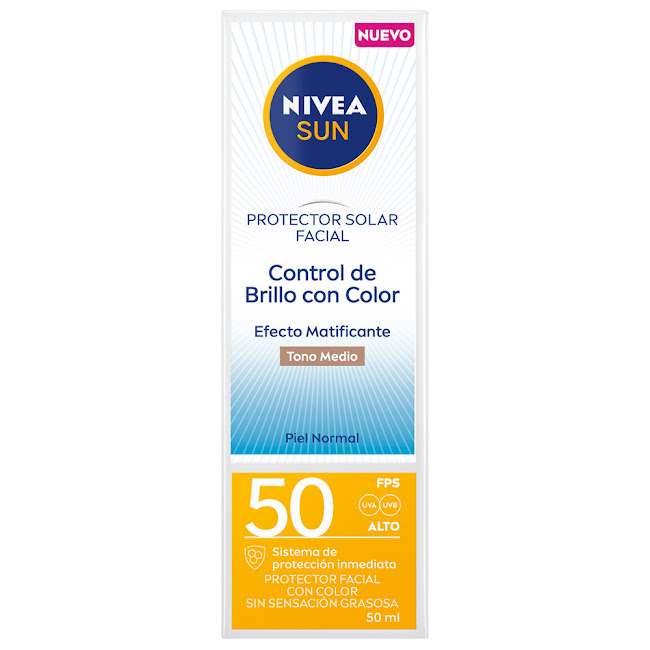 NUEVO
NIVEA
SUN
PROTECTOR SOLAR
FACIAL
Control de
Brillo con Color
Efecto Matificante
Tono Medio
Piel Normal
50
FPS
UVA UVB
ALTO
Sistema de
protección inmediata
PROTECTOR FACIAL
CON COLOR
SIN SENSACIÓN GRASOSA
50 ml